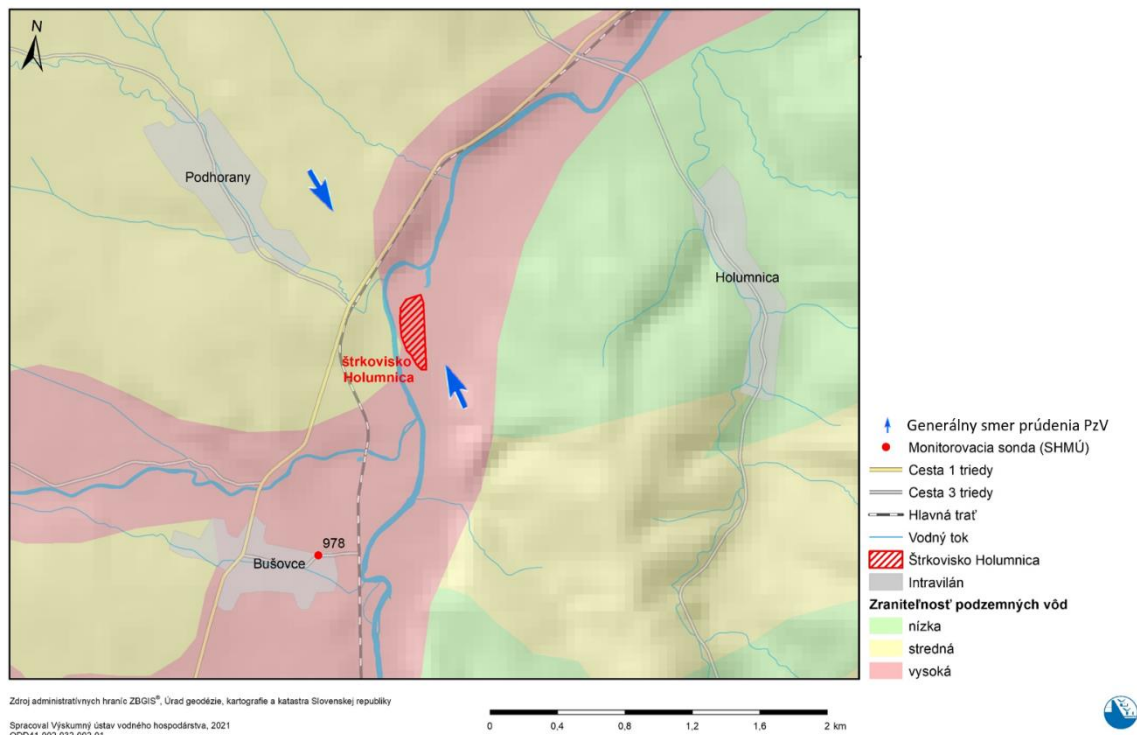 N
Podhorany
Holumnica
štrkovisko
Holumnica
978
Bušovce
Generálny smer prúdenia PzV
Monitorovacia sonda (SHMÚ)
Cesta 1 triedy
Cesta 3 triedy
Hlavná trať
Vodný tok
Štrkovisko Holumnica
Intravilán
Zraniteľnosť podzemných vôd
nízka
stredná
vysoká
Zdroj administratívnych hraníc ZBGIS®, Úrad geodézie, kartografie a katastra Slovenskej republiky
Spracoval Výskumný ústav vodného hospodárstva, 2021
0 0,4 0,8 1,2 1,6 2 km